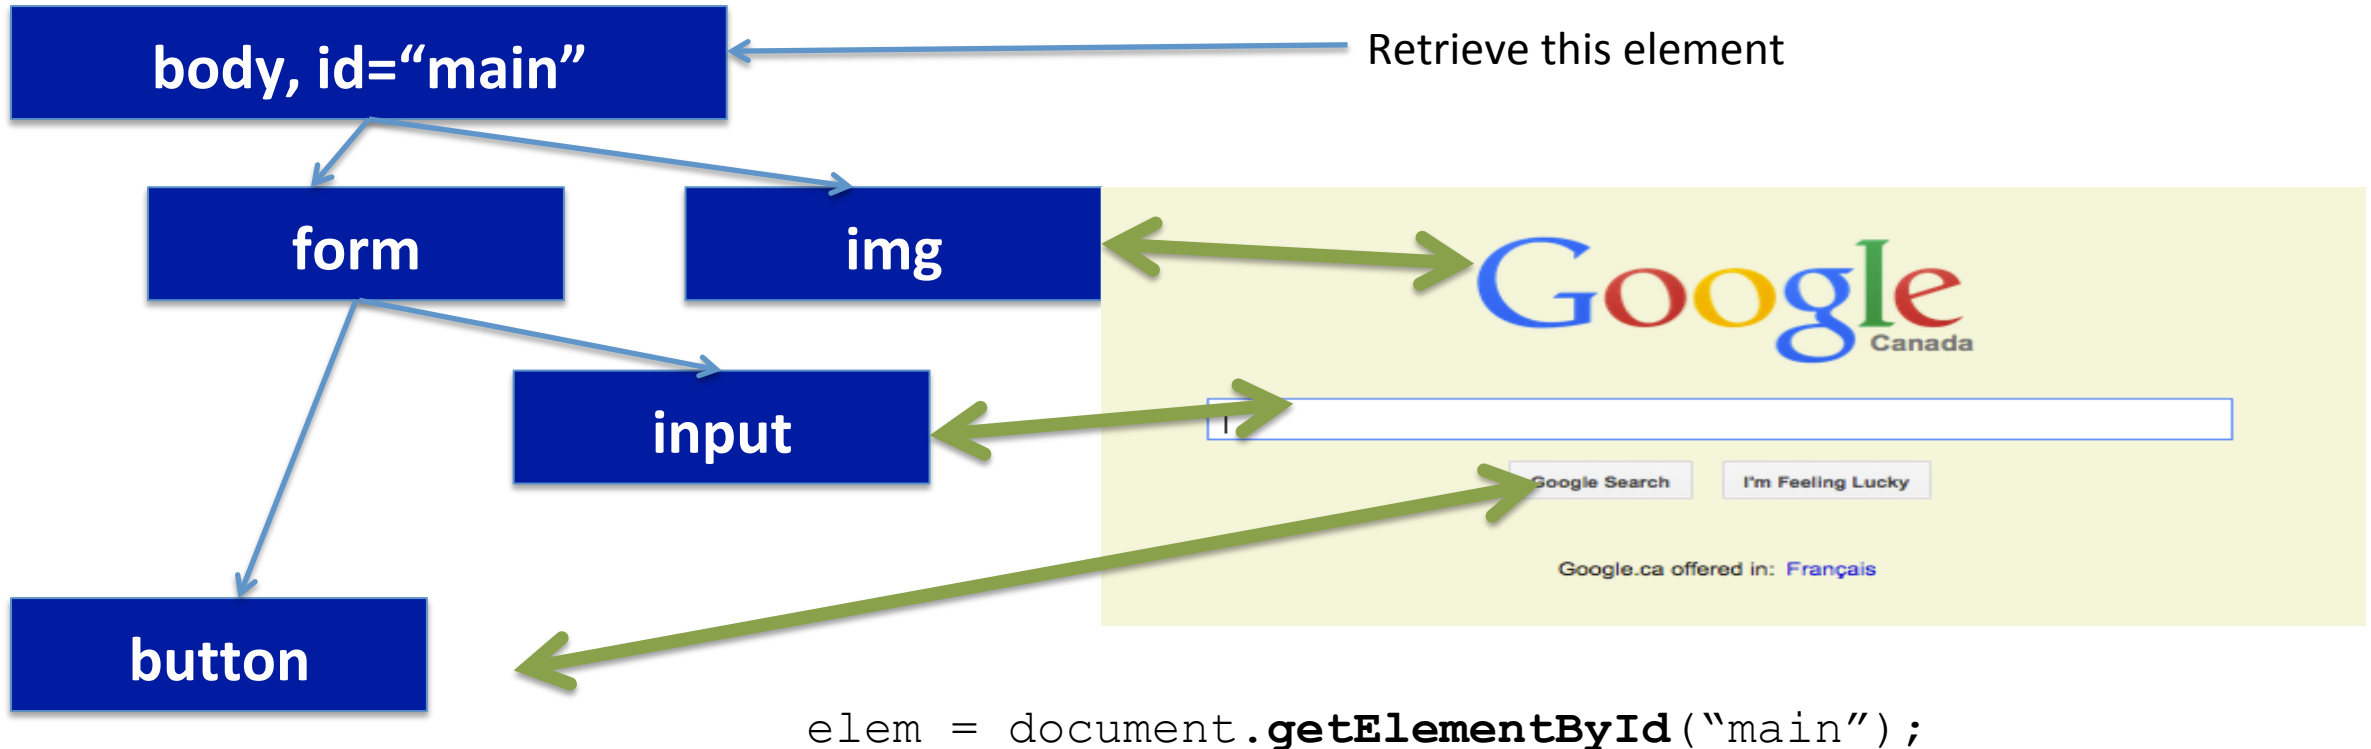 body, id=“main”
Retrieve this element
form
img
Google
Canada
input
Google Search
I'm Feeling Lucky
Google.ca offered in: Français
button
elem = document.getElementById(“main”);